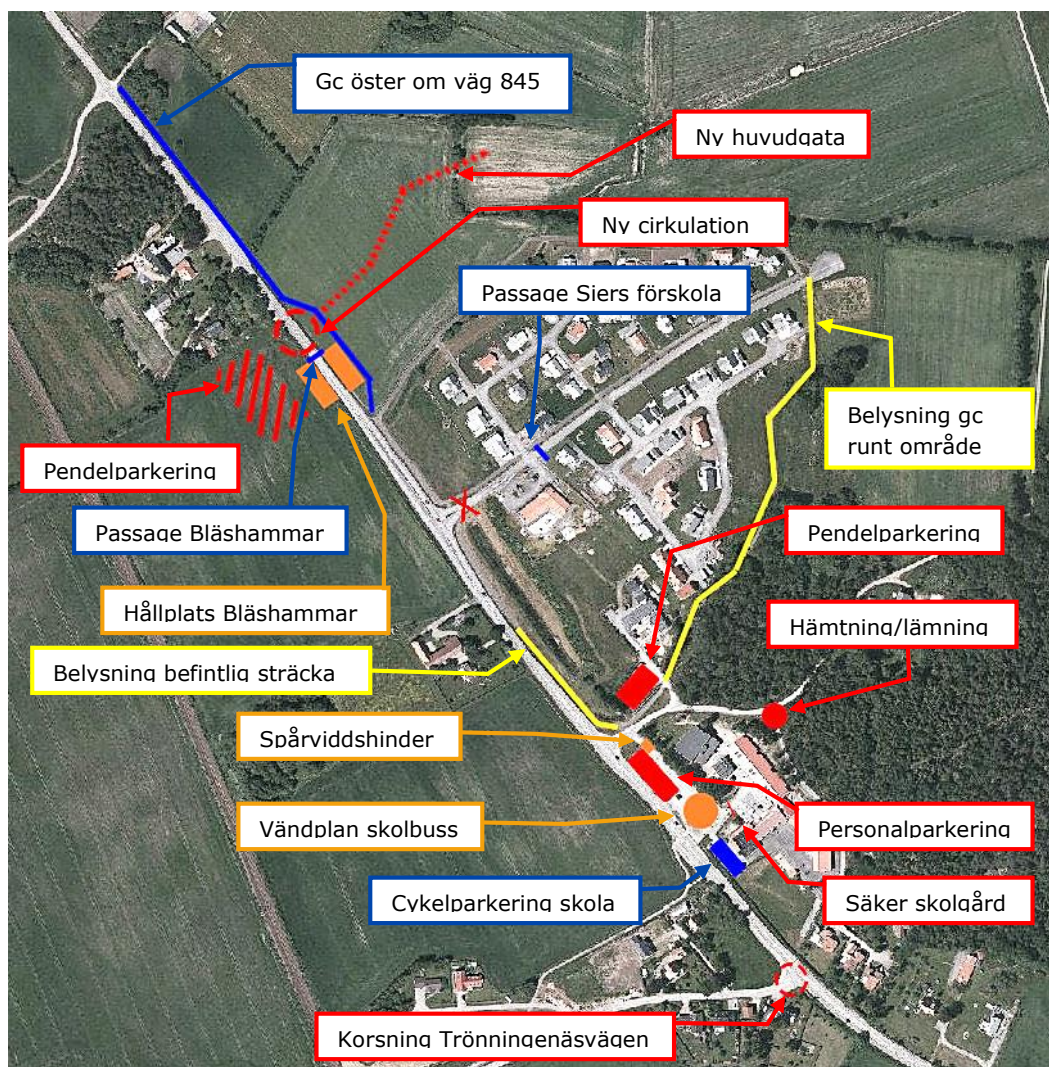 Gc öster om väg 845
Ny huvudgata
Ny cirkulation
Passage Siers förskola
Belysning gc
runt område
Pendelparkering
Passage Bläshammar
Pendelparkering
Hållplats Bläshammar
Hämtning/lämning
Belysning befintlig sträcka
Spårviddshinder
Vändplan skolbuss
Personalparkering
Cykelparkering skola
Säker skolgård
Korsning Trönningenäsvägen